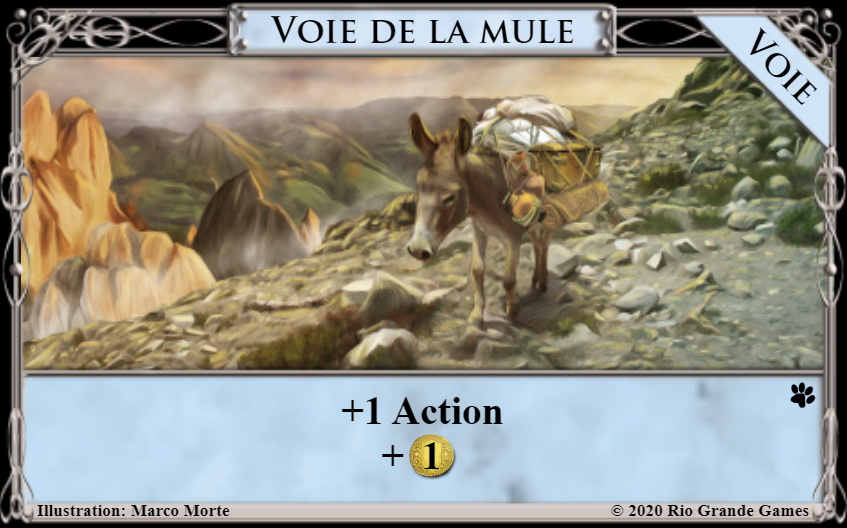 VOIE DE LA MULE
VOIE
+1 Action
+ 1
Illustration: Marco Morte
© 2020 Rio Grande Games